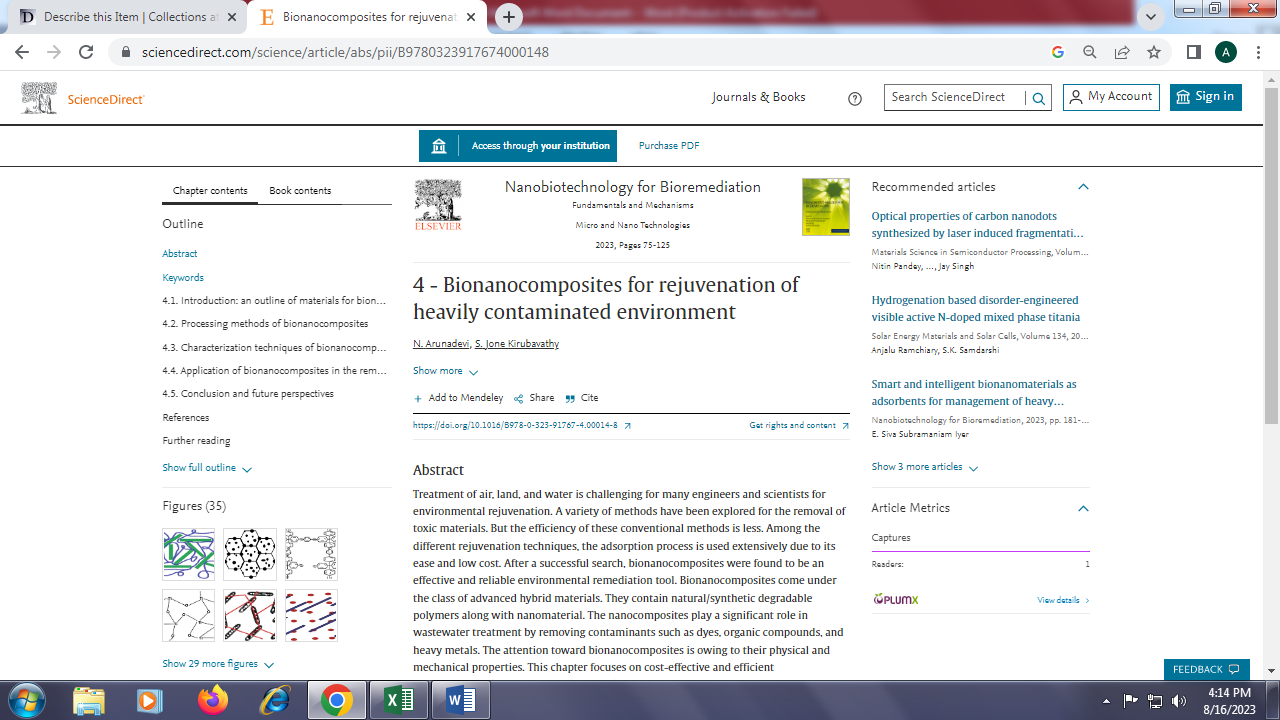 Describe this Item | Collections at
Bionanocomposites for rejuvenat
sciencedirect.com/science/article/abs/pii/B9780323917674000148
A
ScienceDirect
Journals & Books
Search ScienceDirect
My Account
Sign in
Access through your institution
Purchase PDF
Chapter contents
Book contents
Outline
Abstract
Keywords
4.1. Introduction: an outline of materials for bion...
4.2. Processing methods of bionanocomposites
4.3. Characterization techniques of bionanocomp...
4.4. Application of bionanocomposites in the rem...
4.5. Conclusion and future perspectives
References
Further reading
Show full outline
Figures (35)
Show 29 more figures
ELSEVIER
Nanobiotechnology for Bioremediation
Fundamentals and Mechanisms
Micro and Nano Technologies
2023, Pages 75-125
4 - Bionanocomposites for rejuvenation of
heavily contaminated environment
N. Arunadevi, S. Jone Kirubavathy
Show more
Add to Mendeley
Share
Cite
https://doi.org/10.1016/B978-0-323-91767-4.00014-8
Get rights and content
Abstract
Treatment of air, land, and water is challenging for many engineers and scientists for
environmental rejuvenation. A variety of methods have been explored for the removal of
toxic materials. But the efficiency of these conventional methods is less. Among the
different rejuvenation techniques, the adsorption process is used extensively due to its
ease and low cost. After a successful search, bionanocomposites were found to be an
effective and reliable environmental remediation tool. Bionanocomposites come under
the class of advanced hybrid materials. They contain natural/synthetic degradable
polymers along with nanomaterial. The nanocomposites play a significant role in
wastewater treatment by removing contaminants such as dyes, organic compounds, and
heavy metals. The attention toward bionanocomposites is owing to their physical and
mechanical properties. This chapter focuses on cost-effective and efficient
Recommended articles
Optical properties of carbon nanodots
synthesized by laser induced fragmentati...
Materials Science in Semiconductor Processing, Volum...
Nitin Pandey, ..., Jay Singh
Hydrogenation based disorder-engineered
visible active N-doped mixed phase titania
Solar Energy Materials and Solar Cells, Volume 134, 20...
Anjalu Ramchiary, S.K. Samdarshi
Smart and intelligent bionanomaterials as
adsorbents for management of heavy...
Nanobiotechnology for Bioremediation, 2023, pp. 181-...
E. Siva Subramaniam Iyer
Show 3 more articles
Article Metrics
Captures
Readers: 1
PLUMX
View details
FEEDBACK
4:14 PM
8/16/2023